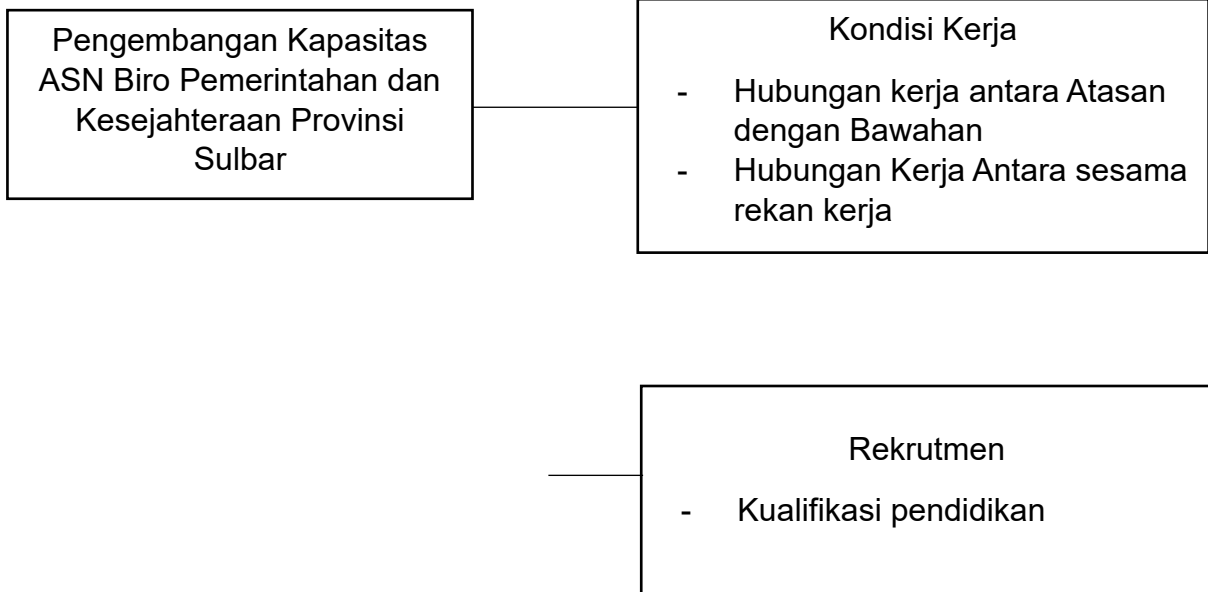 Pengembangan Kapasitas
ASN Biro Pemerintahan dan
Kesejahteraan Provinsi
Sulbar
Kondisi Kerja
- Hubungan kerja antara Atasan
dengan Bawahan
- Hubungan Kerja Antara sesama
rekan kerja
Rekrutmen
- Kualifikasi pendidikan